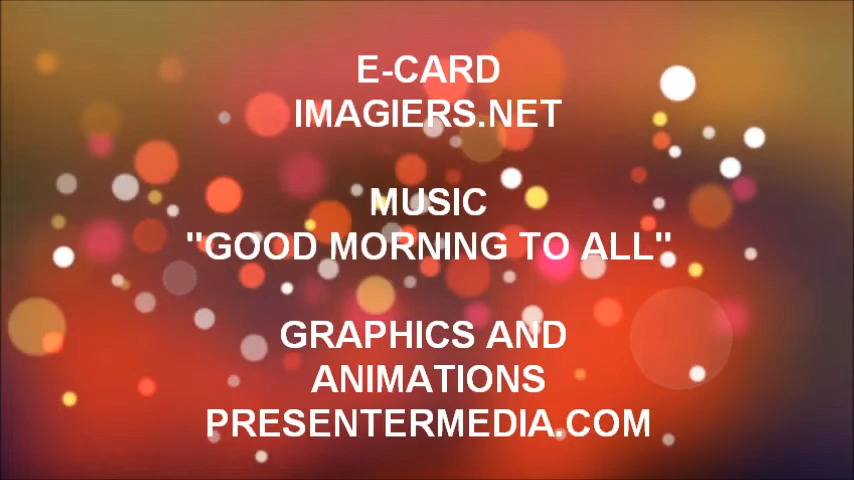 E-CARD
IMAGIERS.NET
MUSIC
"GOOD MORNING TO ALL"
GRAPHICS AND
ANIMATIONS
PRESENTERMEDIA.COM